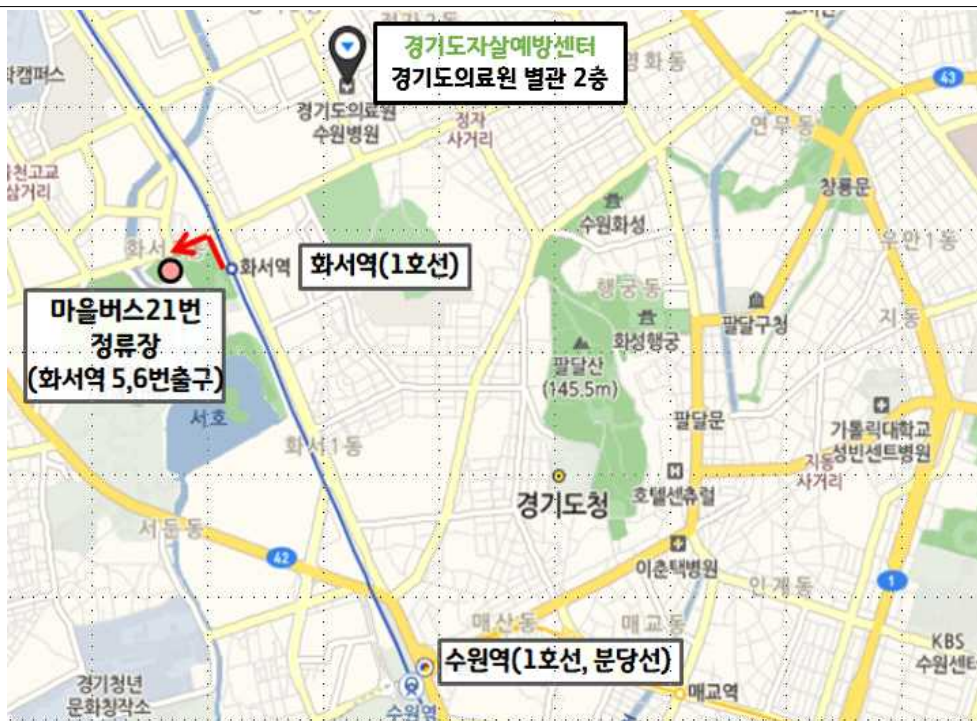 경기도자살예방센터
경기도의료원 별관 2층
경기도의료원
수원병원
정자
사거리
영화동
43
연무동
창룡문
캠퍼스
천고교
삼거리
수원화성
우만1동
화서
화서역
화서역(1호선)
행궁동
마을버스21번
정류장
(화서역 5,6번출구)
화성행궁
팔달구청
지동
팔달산
(145.5m)
서호
팔달문
가톨릭대학교
성빈센트병원
화서1동
지동
사거리
호텔센츄럴
경기도청
서둔동
42
이춘택병원
인계동
1
매산동
매교동
KBS
수원센터
수원역(1호선, 분당선)
경기청년
문화창작소
수원역
매교역